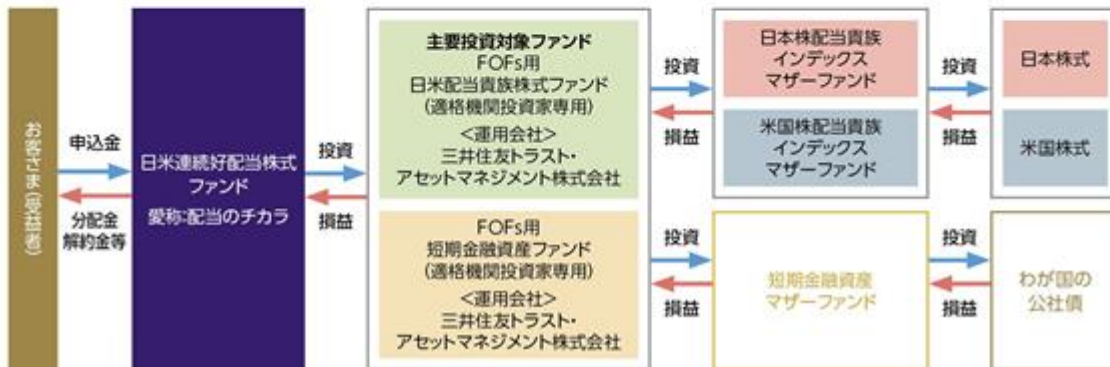 お客さま(受益者)
申込金
分配金
解約金等
日米連続好配当株式
ファンド
愛称:配当のチカラ
投資
損益
主要投資対象ファンド
FOFs用
日米配当貴族株式ファンド
(適格機関投資家専用)
<運用会社>
三井住友トラスト・
アセットマネジメント株式会社
FOFs用
短期金融資産ファンド
(適格機関投資家専用)
<運用会社>
三井住友トラスト・
アセットマネジメント株式会社
投資
損益
投資
損益
日本株配当貴族
インデックス
マザーファンド
米国株配当貴族
インデックス
マザーファンド
短期金融資産
マザーファンド
投資
損益
投資
損益
日本株式
米国株式
わが国の
公社債